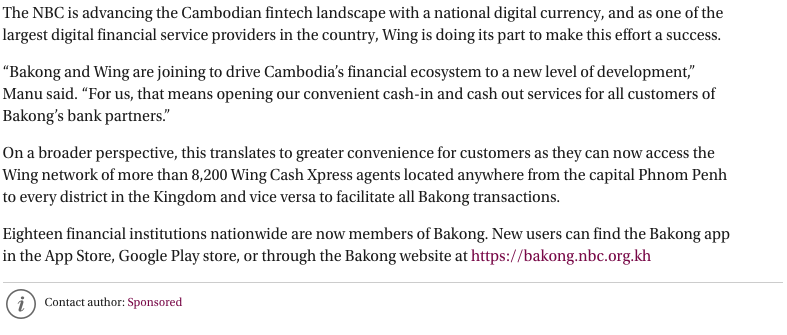 The NBC is advancing the Cambodian fintech landscape with a national digital currency, and as one of the
largest digital financial service providers in the country, Wing is doing its part to make this effort a success.
“Bakong and Wing are joining to drive Cambodia’s financial ecosystem to a new level of development,”
Manu said. “For us, that means opening our convenient cash-in and cash out services for all customers of
Bakong’s bank partners.”
On a broader perspective, this translates to greater convenience for customers as they can now access the
Wing network of more than 8,200 Wing Cash Xpress agents located anywhere from the capital Phnom Penh
to every district in the Kingdom and vice versa to facilitate all Bakong transactions.
Eighteen financial institutions nationwide are now members of Bakong. New users can find the Bakong app
in the App Store, Google Play store, or through the Bakong website at https://bakong.nbc.org.kh
i Contact author: Sponsored